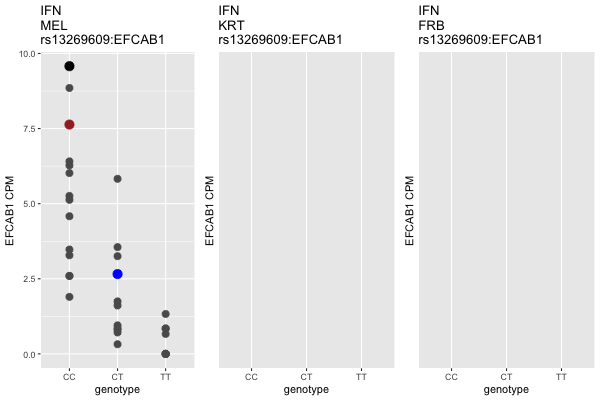 IFN
MEL
rs13269609:EFCAB1
IFN
KRT
rs13269609:EFCAB1
IFN
FRB
rs13269609:EFCAB1
EFCAB1 CPM
10.0
7.5
5.0
2.5
0.0
CC CT TT
genotype
EFCAB1 CPM
CC CT TT
genotype
EFCAB1 CPM
CC CT TT
genotype